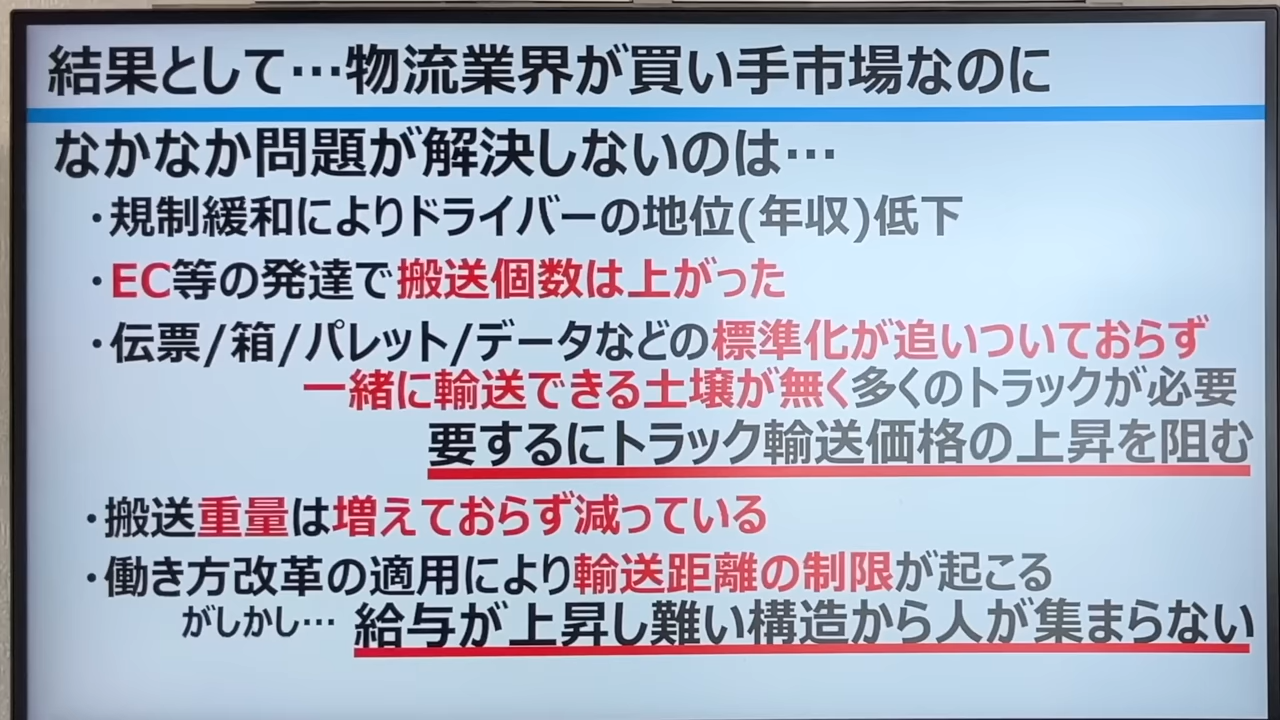 結果として…物流業界が買い手市場なのに
なかなか問題が解決しないのは…
・規制緩和によりドライバーの地位(年収)低下
・EC等の発達で搬送個数は上がった
・伝票/箱/パレット/データなどの標準化が追いついておらず
一緒に輸送できる土壌が無く多くのトラックが必要
要するにトラック輸送価格の上昇を阻む
・搬送重量は増えておらず減っている
・働き方改革の適用により輸送距離の制限が起こる
がしかし… 給与が上昇し難い構造から人が集まらない